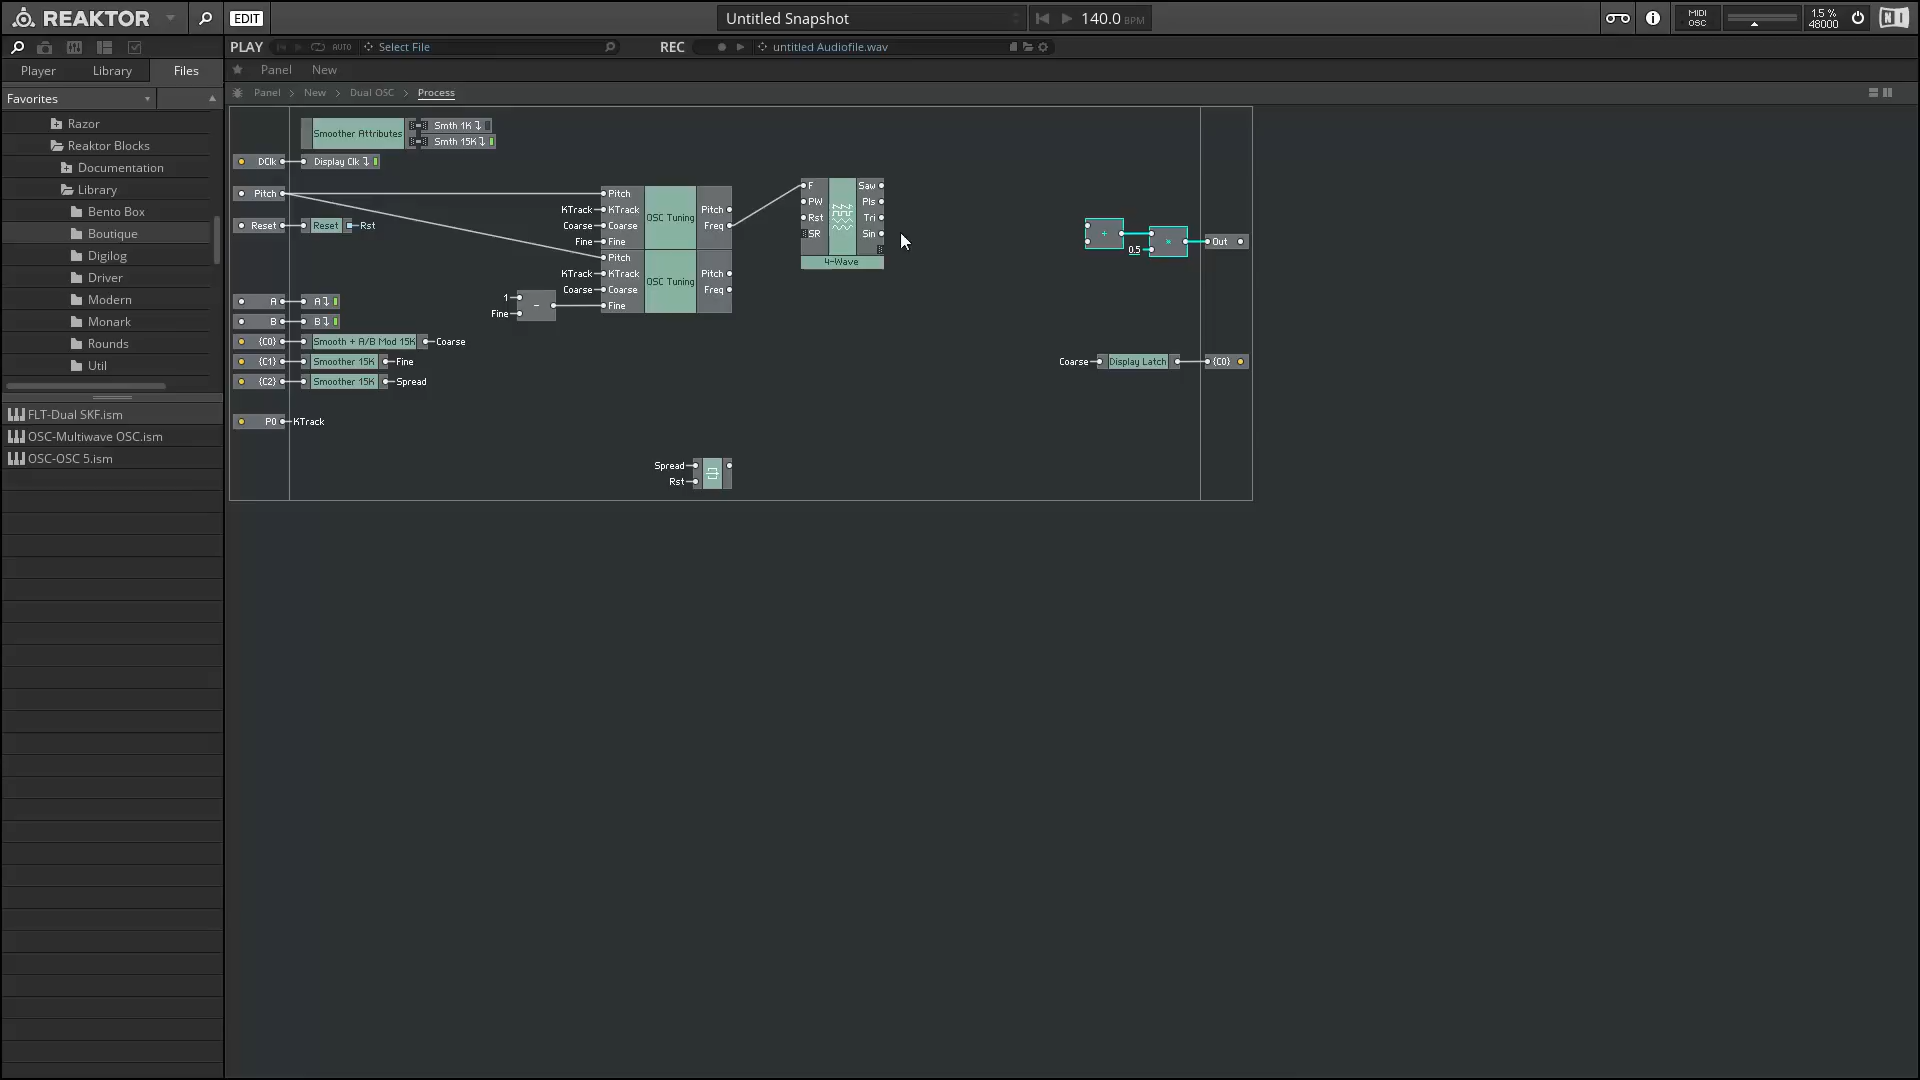 REAKTOR EDIT Untitled Snapshot 140.0 BPM MIDI OSC 1.5 % 48000
PLAY AUTO Select File REC untitled Audiofile.wav
Player Library Files Panel New
Favorites Panel > New > Dual OSC > Process
Razor
Reaktor Blocks
Documentation
Library
Bento Box
Boutique
Digilog
Driver
Modern
Monark
Rounds
Util
FLT-Dual SKF.ism
OSC-Multiwave OSC.ism
OSC-OSC 5.ism
Smoother Attributes Smth 1K
Smth 15K
DClk Display Clk
Pitch Pitch F Saw
KTrack KTrack OSC Tuning Pitch PW Pls
Reset Reset Rst Coarse Coarse Freq Rst Tri
Fine Fine SR Sin
4-Wave
+ × 0.5 Out
Pitch
KTrack KTrack OSC Tuning Pitch
Coarse Coarse Freq
1 Fine - Fine
A A
B B
{C0} Smooth + A/B Mod 15K Coarse
{C1} Smoother 15K Fine Coarse Display Latch {C0}
{C2} Smoother 15K Spread
P0 KTrack
Spread
Rst